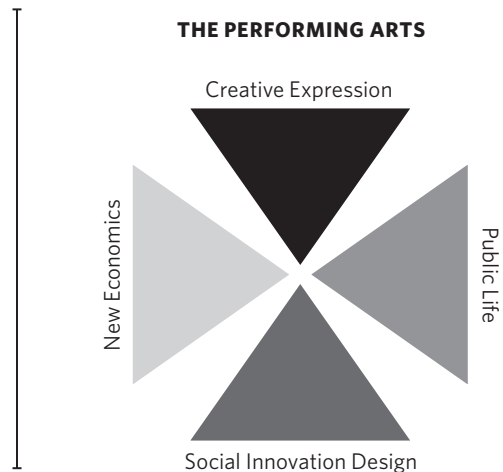 THE PERFORMING ARTS
Creative Expression
New Economics
Public Life
Social Innovation Design